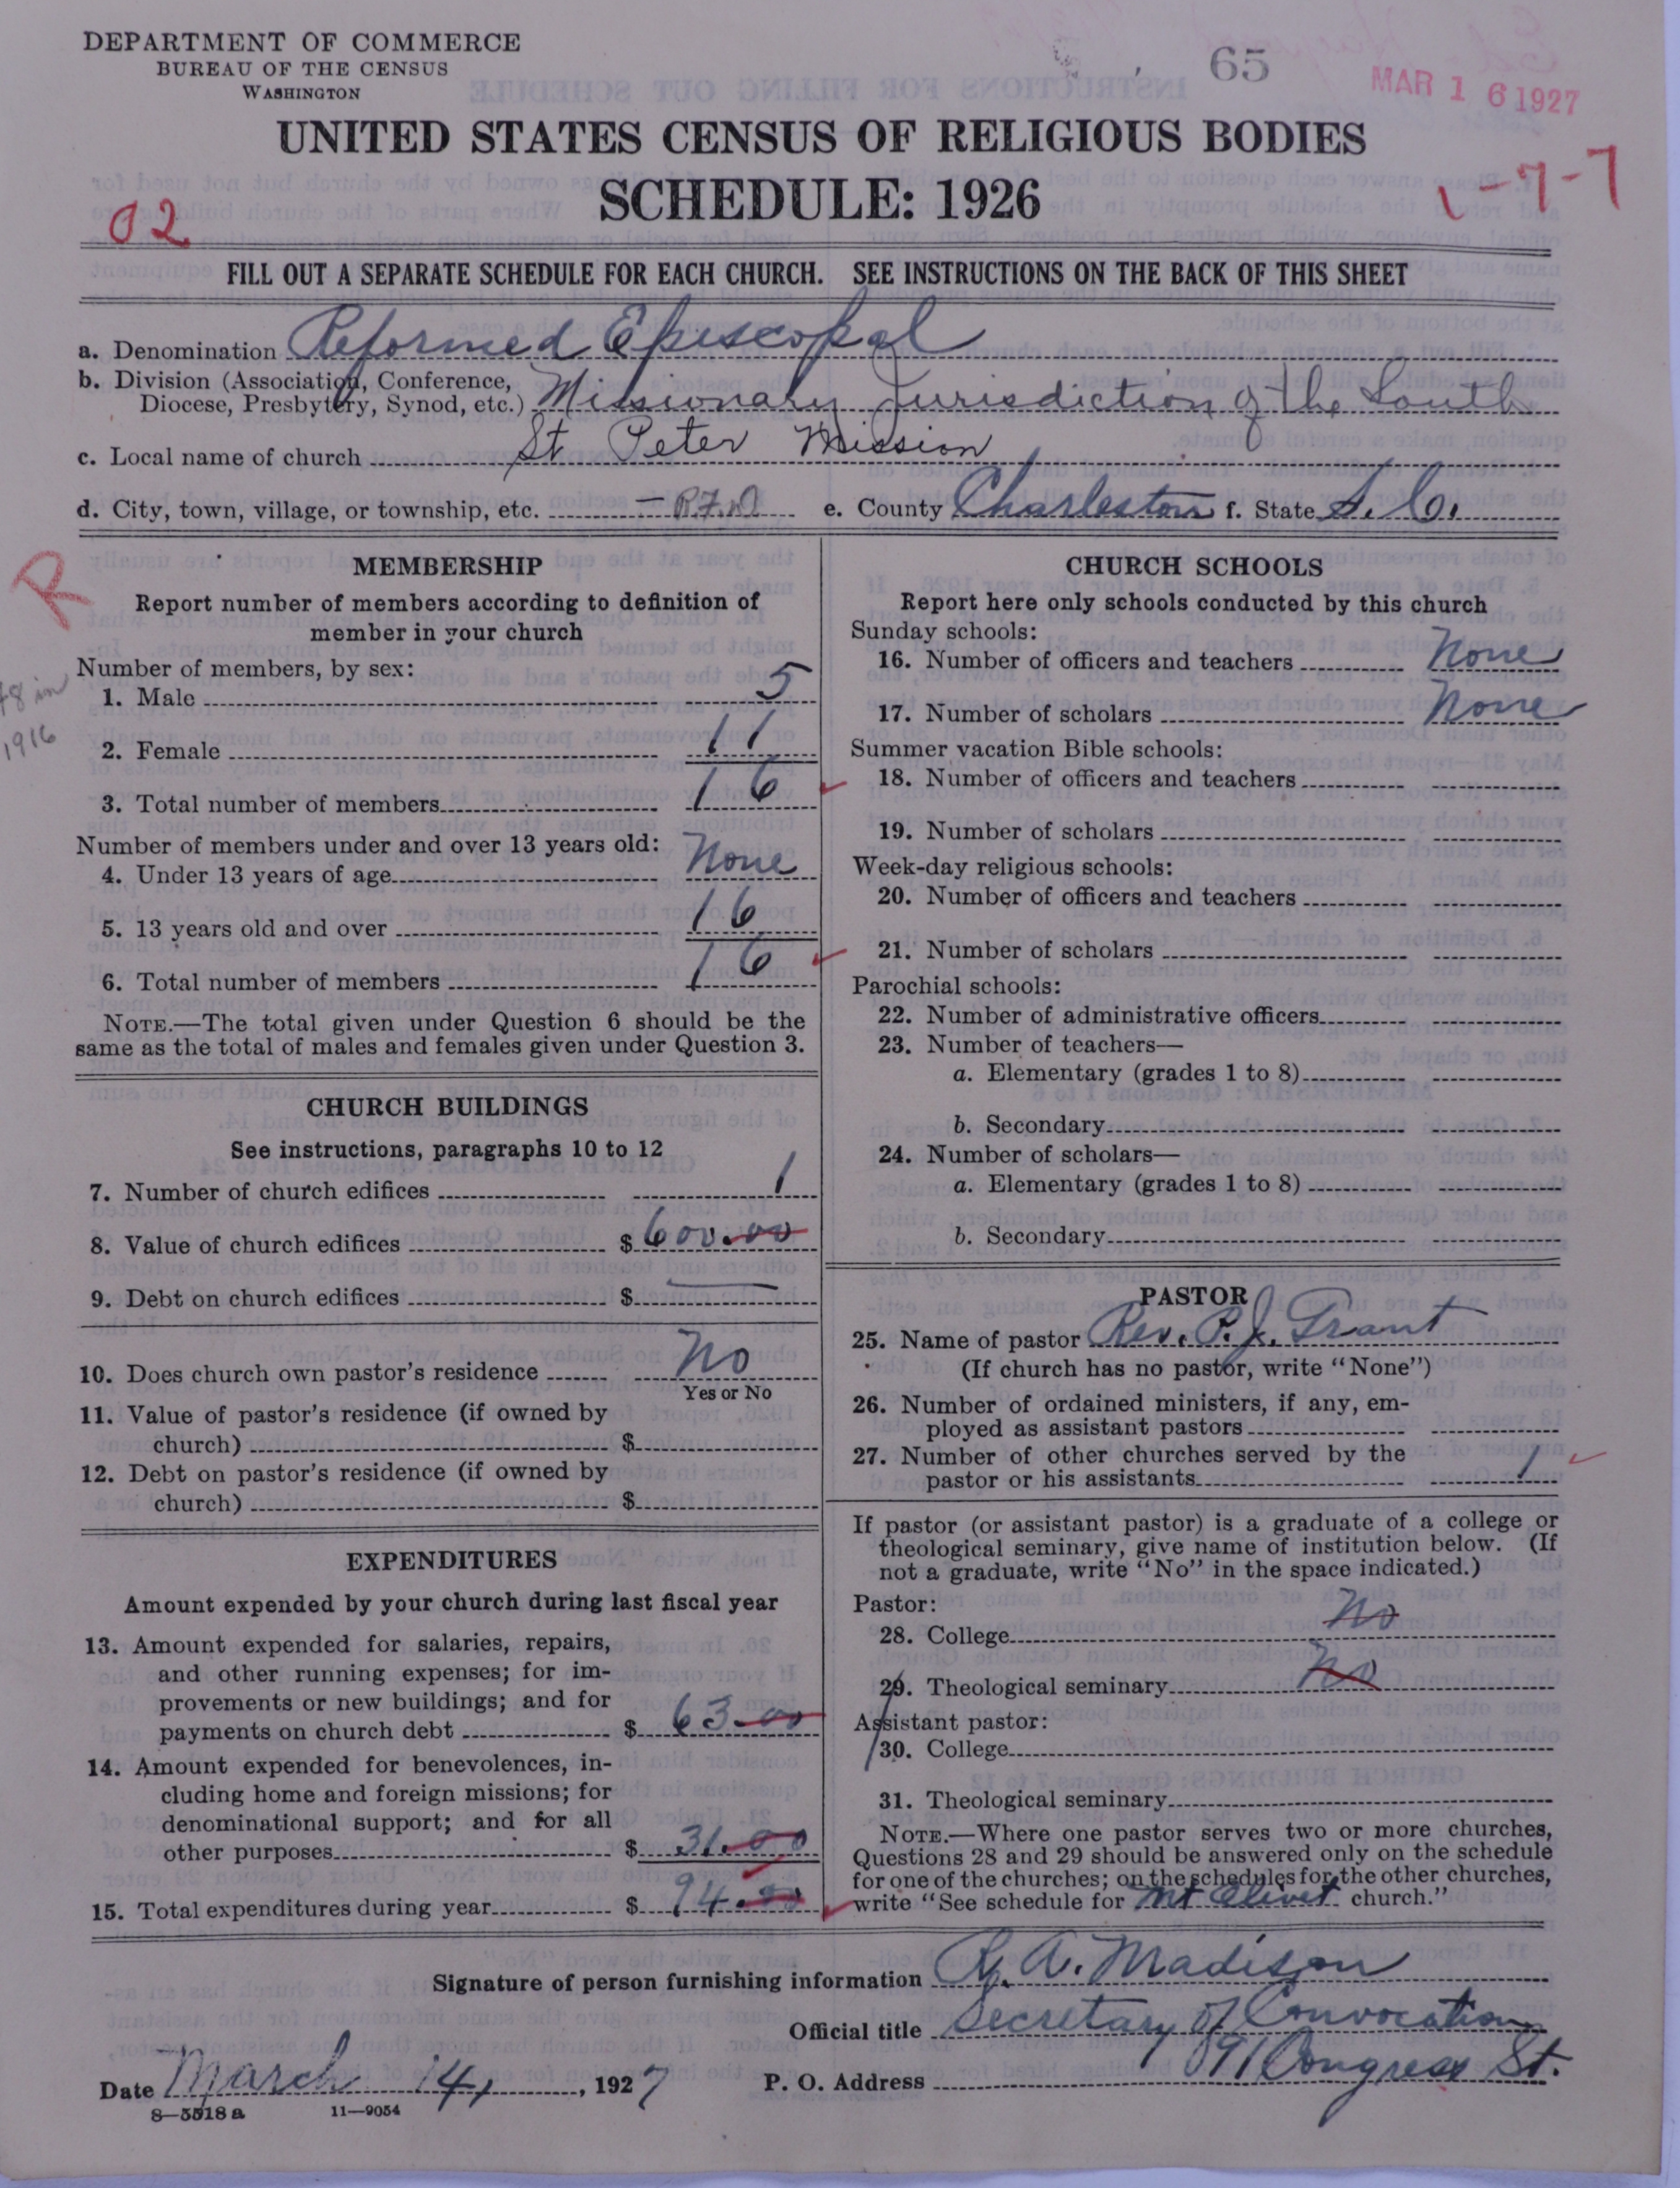 DEPARTMENT OF COMMERCE
BUREAU OF THE CENSUS
WASHINGTON
65
MAR 16 1927
UNITED STATES CENSUS OF RELIGIOUS BODIES
SCHEDULE: 1926
02
1-7-7
FILL OUT A SEPARATE SCHEDULE FOR EACH CHURCH. SEE INSTRUCTIONS ON THE BACK OF THIS SHEET
a. Denomination Reformed Episcopal
b. Division (Association, Conference,
Diocese, Presbytery, Synod, etc.) Missionary Jurisdiction of the South
c. Local name of church St Peter Mission
d. City, town, village, or township, etc. — R.F.D. e. County Charleston f. State S. C.
R
MEMBERSHIP
Report number of members according to definition of
member in your church
Number of members, by sex:
1. Male 5
48 in
1916
2. Female 11
3. Total number of members 16
Number of members under and over 13 years old:
4. Under 13 years of age None
5. 13 years old and over 16
6. Total number of members 16
NOTE.—The total given under Question 6 should be the
same as the total of males and females given under Question 3.
CHURCH BUILDINGS
See instructions, paragraphs 10 to 12
7. Number of church edifices 1
8. Value of church edifices $600.00
9. Debt on church edifices $ —
10. Does church own pastor's residence No
Yes or No
11. Value of pastor's residence (if owned by
church) $
12. Debt on pastor's residence (if owned by
church) $
EXPENDITURES
Amount expended by your church during last fiscal year
13. Amount expended for salaries, repairs,
and other running expenses; for im-
provements or new buildings; and for
payments on church debt $ 63.00
14. Amount expended for benevolences, in-
cluding home and foreign missions; for
denominational support; and for all
other purposes $ 31.00
15. Total expenditures during year $ 94.00
CHURCH SCHOOLS
Report here only schools conducted by this church
Sunday schools:
16. Number of officers and teachers None
17. Number of scholars None
Summer vacation Bible schools:
18. Number of officers and teachers
19. Number of scholars
Week-day religious schools:
20. Number of officers and teachers
21. Number of scholars
Parochial schools:
22. Number of administrative officers
23. Number of teachers—
a. Elementary (grades 1 to 8)
b. Secondary
24. Number of scholars—
a. Elementary (grades 1 to 8)
b. Secondary
PASTOR
25. Name of pastor Rev. P. J. Grant
(If church has no pastor, write "None")
26. Number of ordained ministers, if any, em-
ployed as assistant pastors
27. Number of other churches served by the
pastor or his assistants 1
If pastor (or assistant pastor) is a graduate of a college or
theological seminary, give name of institution below. (If
not a graduate, write "No" in the space indicated.)
Pastor:
28. College No
29. Theological seminary No
Assistant pastor:
30. College
31. Theological seminary
NOTE.—Where one pastor serves two or more churches,
Questions 28 and 29 should be answered only on the schedule
for one of the churches; on the schedules for the other churches,
write "See schedule for Mt Olivet church."
Signature of person furnishing information A. Madison
Official title Secretary of Convocation
Date March 14, 1927 P. O. Address 91 Congress St.
8—5518 a 11—9054